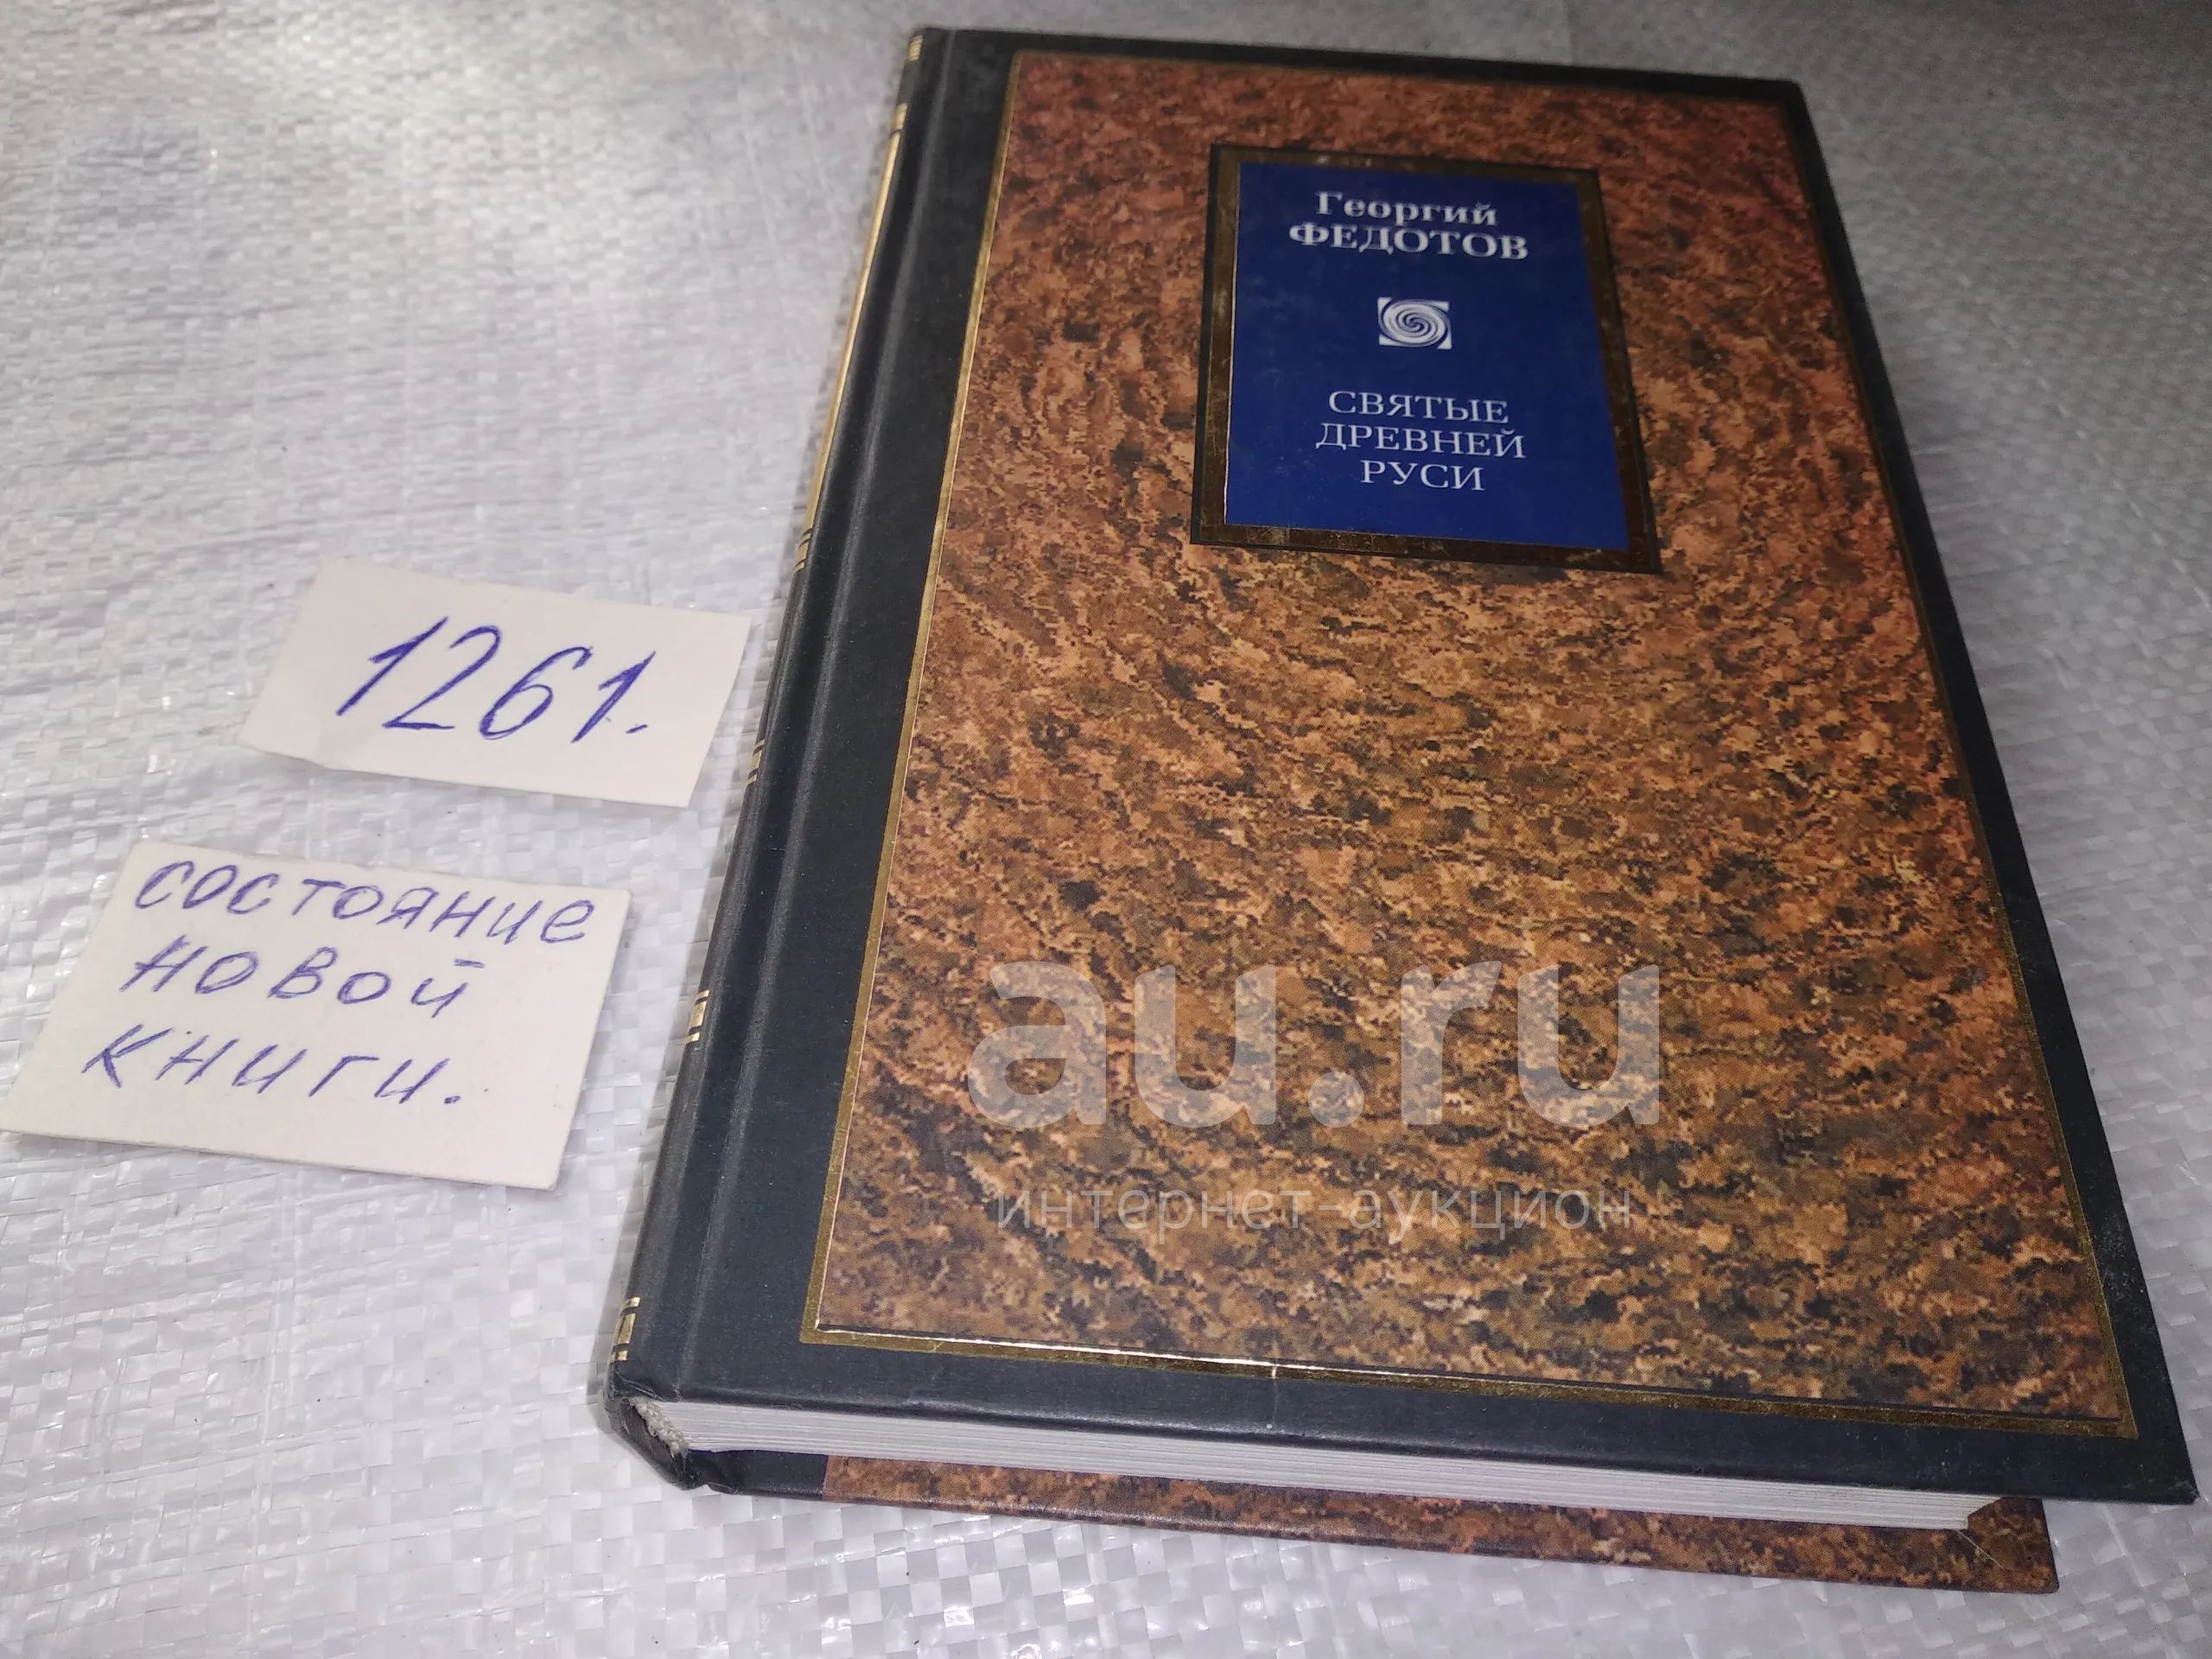 Георгий
ФЕДОТОВ
СВЯТЫЕ
ДРЕВНЕЙ
РУСИ
1261.
состояние
новой
книги.
au.ru
интернет-аукцион